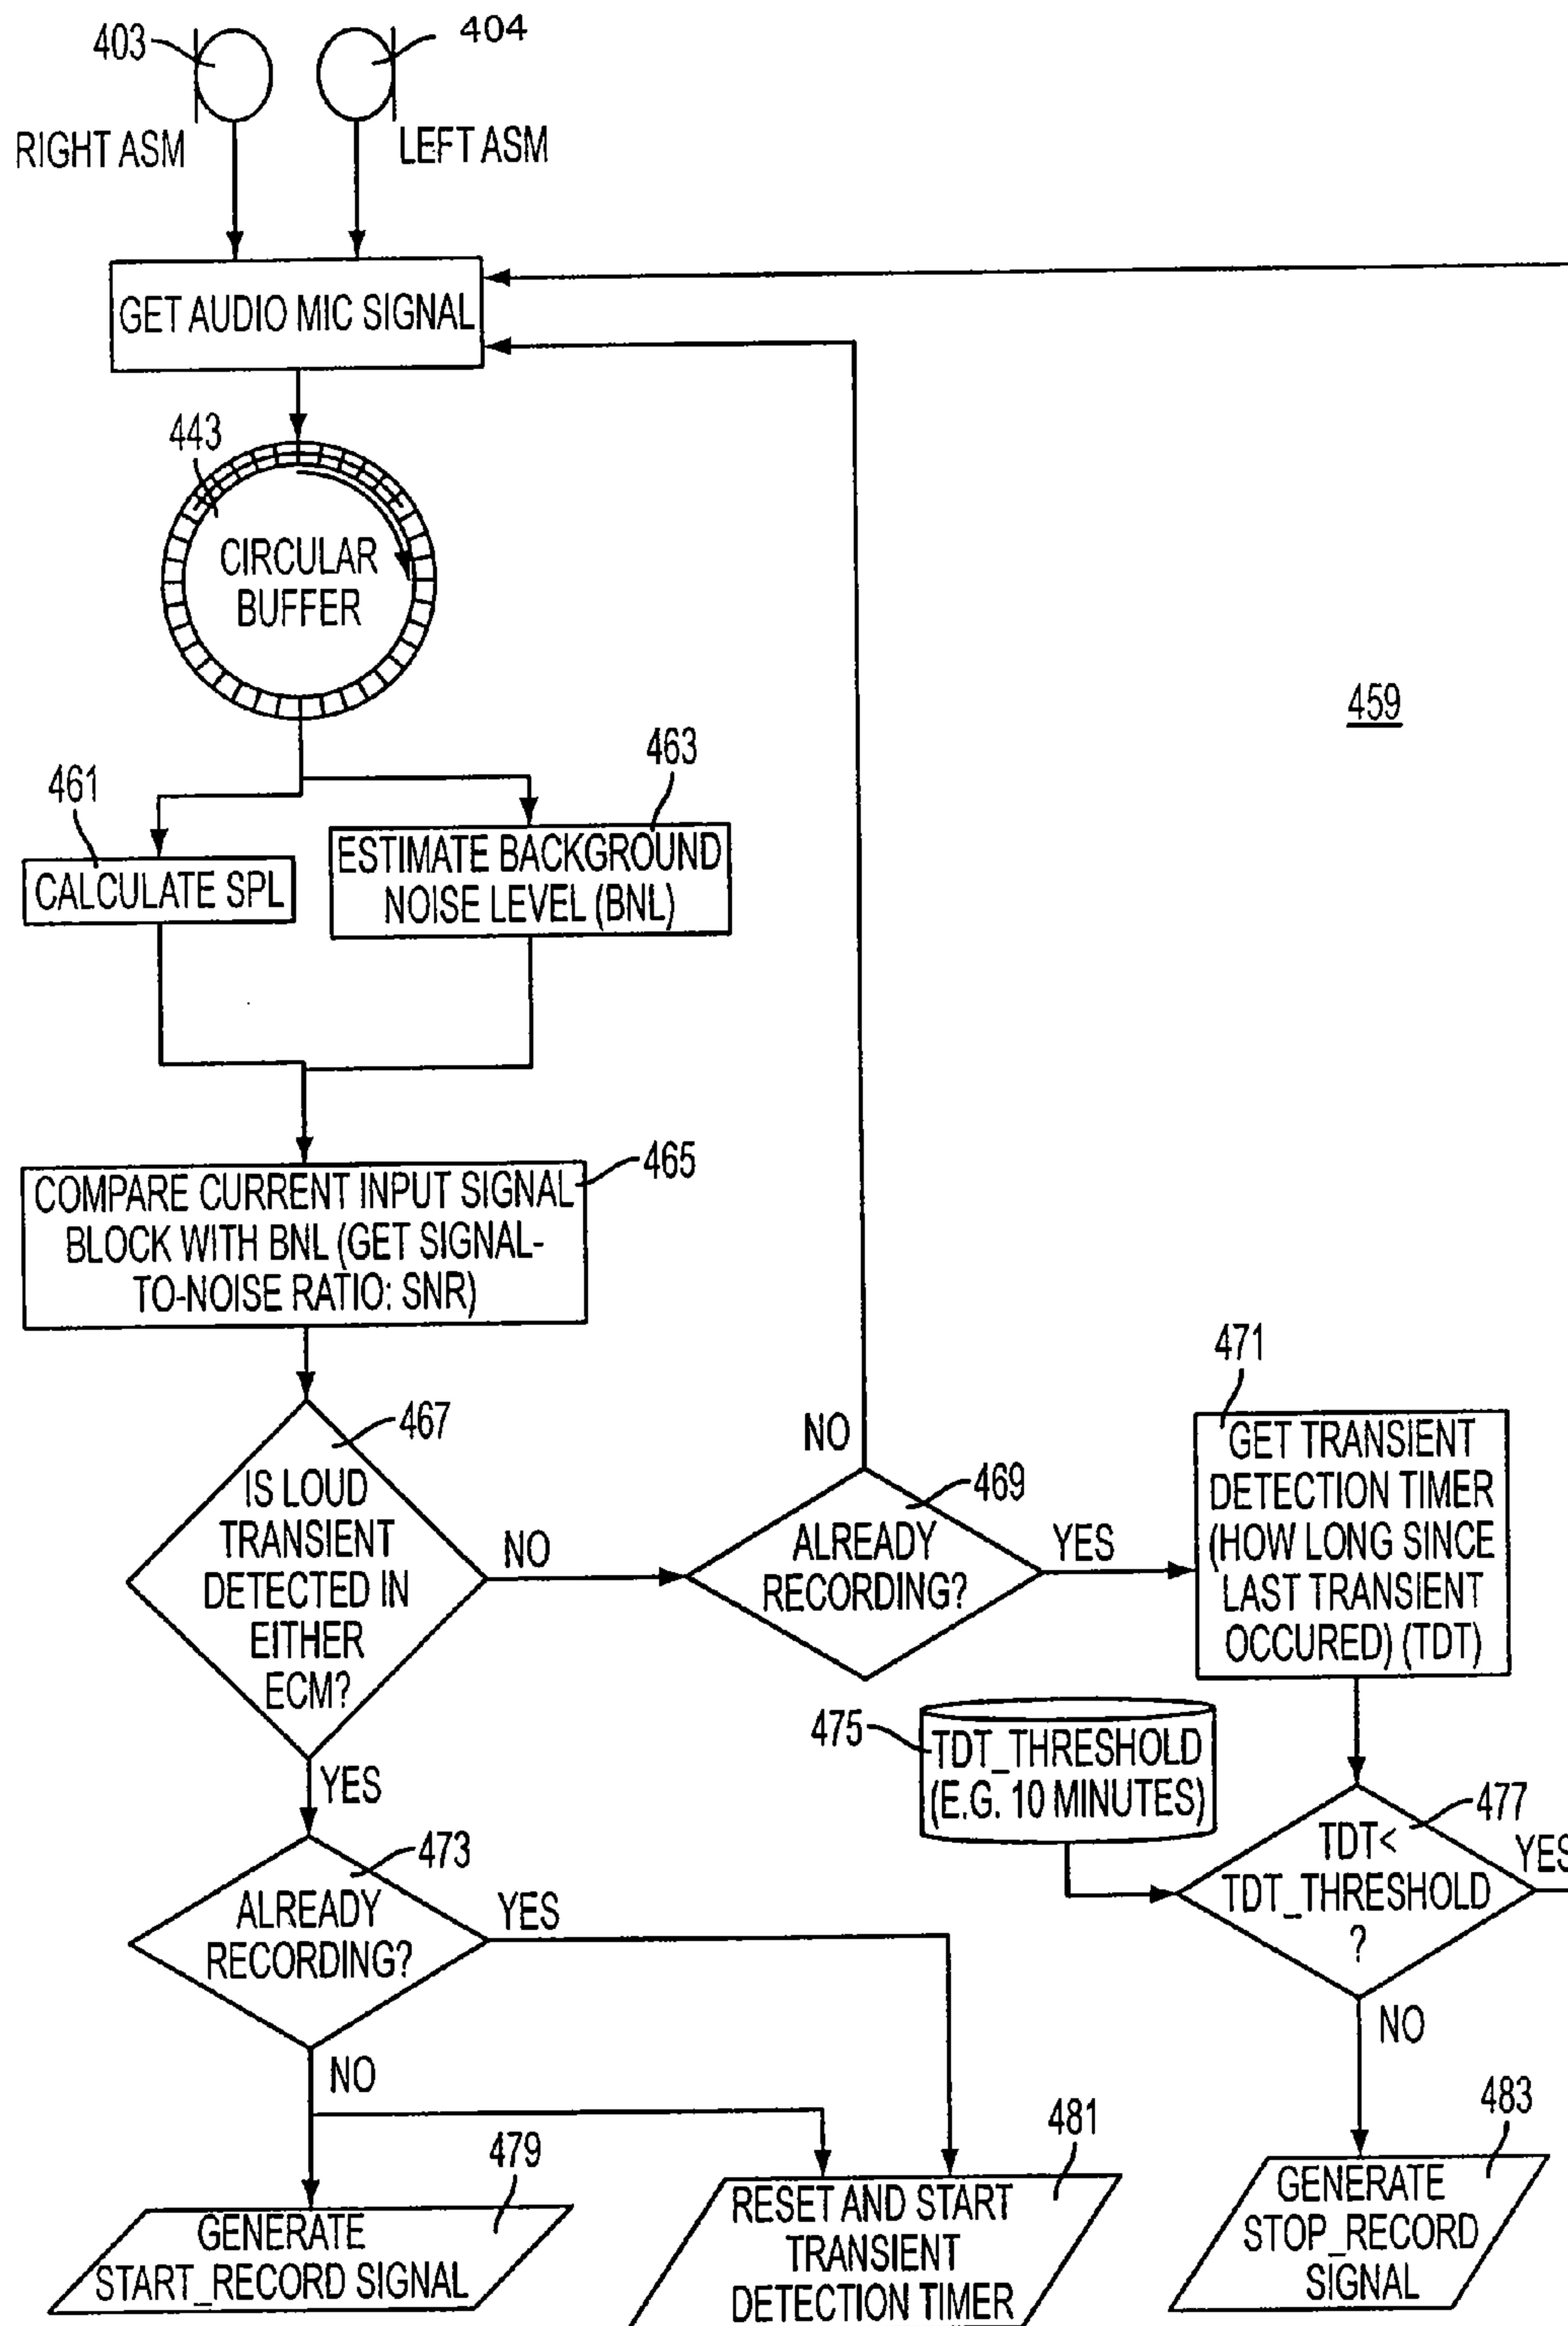 403
404
RIGHT ASM
LEFT ASM
GET AUDIO MIC SIGNAL
443
CIRCULAR
BUFFER
459
461
463
CALCULATE SPL
ESTIMATE BACKGROUND
NOISE LEVEL (BNL)
465
COMPARE CURRENT INPUT SIGNAL
BLOCK WITH BNL (GET SIGNAL-
TO-NOISE RATIO: SNR)
467
IS LOUD
TRANSIENT
DETECTED IN
EITHER
ECM?
NO
469
ALREADY
RECORDING?
NO
YES
471
GET TRANSIENT
DETECTION TIMER
(HOW LONG SINCE
LAST TRANSIENT
OCCURED) (TDT)
475
TDT_THRESHOLD
(E.G. 10 MINUTES)
477
TDT<
TDT_THRESHOLD
?
YES
NO
YES
473
ALREADY
RECORDING?
YES
NO
479
GENERATE
START_RECORD SIGNAL
481
RESET AND START
TRANSIENT
DETECTION TIMER
483
GENERATE
STOP_RECORD
SIGNAL